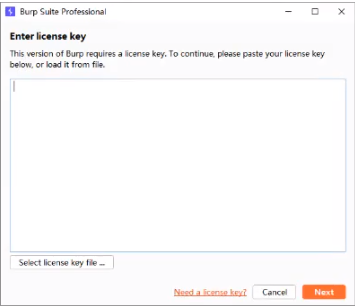 Burp Suite Professional
Enter license key
This version of Burp requires a license key. To continue, please paste your license key
below, or load it from file.
Select license key file ...
Need a license key?
Cancel
Next